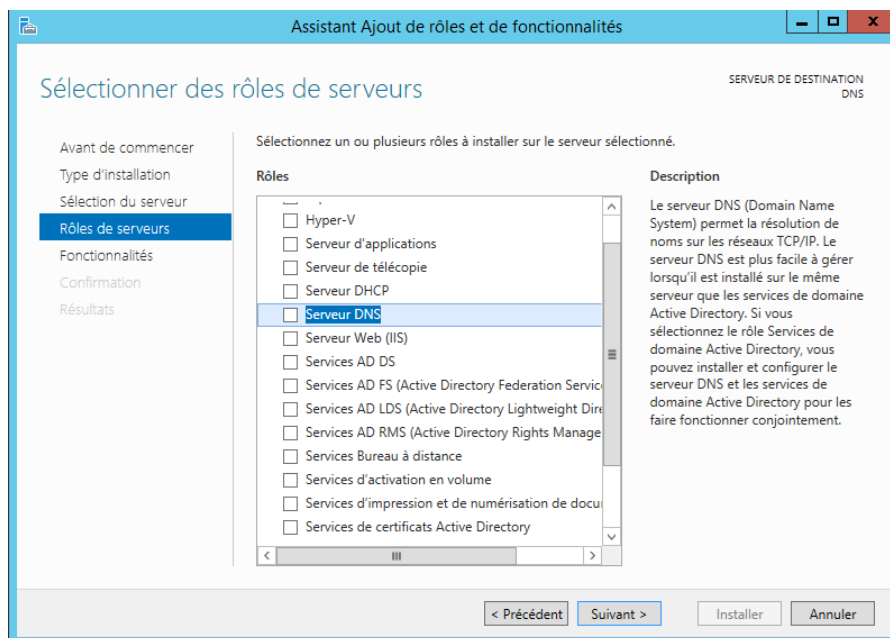 Assistant Ajout de rôles et de fonctionnalités
Sélectionner des rôles de serveurs
SERVEUR DE DESTINATION
DNS
Avant de commencer
Type d'installation
Sélection du serveur
Rôles de serveurs
Fonctionnalités
Confirmation
Résultats
Sélectionnez un ou plusieurs rôles à installer sur le serveur sélectionné.
Rôles
Hyper-V
Serveur d'applications
Serveur de télécopie
Serveur DHCP
Serveur DNS
Serveur Web (IIS)
Services AD DS
Services AD FS (Active Directory Federation Servic
Services AD LDS (Active Directory Lightweight Dire
Services AD RMS (Active Directory Rights Manage
Services Bureau à distance
Services d'activation en volume
Services d'impression et de numérisation de docu
Services de certificats Active Directory
Description
Le serveur DNS (Domain Name
System) permet la résolution de
noms sur les réseaux TCP/IP. Le
serveur DNS est plus facile à gérer
lorsqu'il est installé sur le même
serveur que les services de domaine
Active Directory. Si vous
sélectionnez le rôle Services de
domaine Active Directory, vous
pouvez installer et configurer le
serveur DNS et les services de
domaine Active Directory pour les
faire fonctionner conjointement.
< Précédent
Suivant >
Installer
Annuler